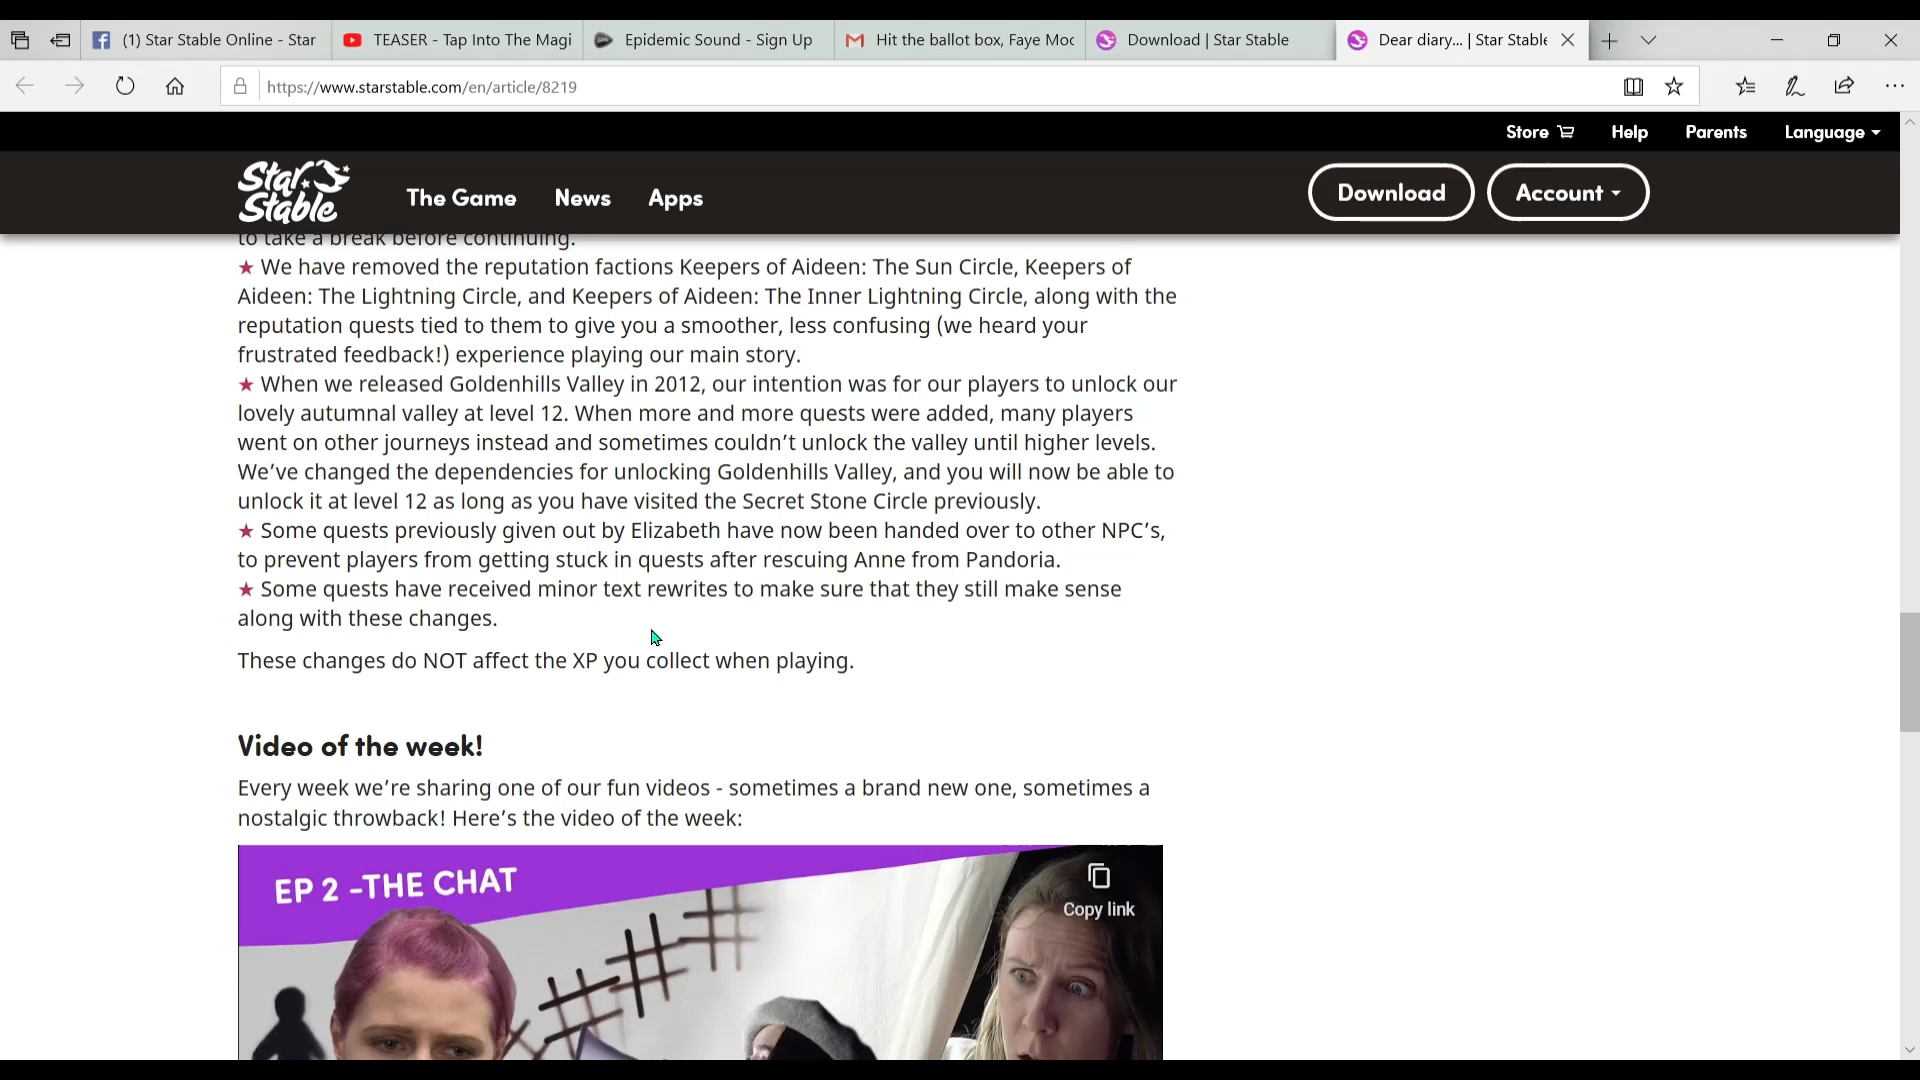 (1) Star Stable Online - Star
TEASER - Tap Into The Magi
Epidemic Sound - Sign Up
Hit the ballot box, Faye Moc
Download | Star Stable
Dear diary... | Star Stable
https://www.starstable.com/en/article/8219
Store
Help
Parents
Language
Star Stable
The Game
News
Apps
Download
Account
to take a break before continuing.
★ We have removed the reputation factions Keepers of Aideen: The Sun Circle, Keepers of
Aideen: The Lightning Circle, and Keepers of Aideen: The Inner Lightning Circle, along with the
reputation quests tied to them to give you a smoother, less confusing (we heard your
frustrated feedback!) experience playing our main story.
★ When we released Goldenhills Valley in 2012, our intention was for our players to unlock our
lovely autumnal valley at level 12. When more and more quests were added, many players
went on other journeys instead and sometimes couldn’t unlock the valley until higher levels.
We’ve changed the dependencies for unlocking Goldenhills Valley, and you will now be able to
unlock it at level 12 as long as you have visited the Secret Stone Circle previously.
★ Some quests previously given out by Elizabeth have now been handed over to other NPC’s,
to prevent players from getting stuck in quests after rescuing Anne from Pandoria.
★ Some quests have received minor text rewrites to make sure that they still make sense
along with these changes.
These changes do NOT affect the XP you collect when playing.
Video of the week!
Every week we’re sharing one of our fun videos - sometimes a brand new one, sometimes a
nostalgic throwback! Here’s the video of the week:
EP 2 -THE CHAT
Copy link